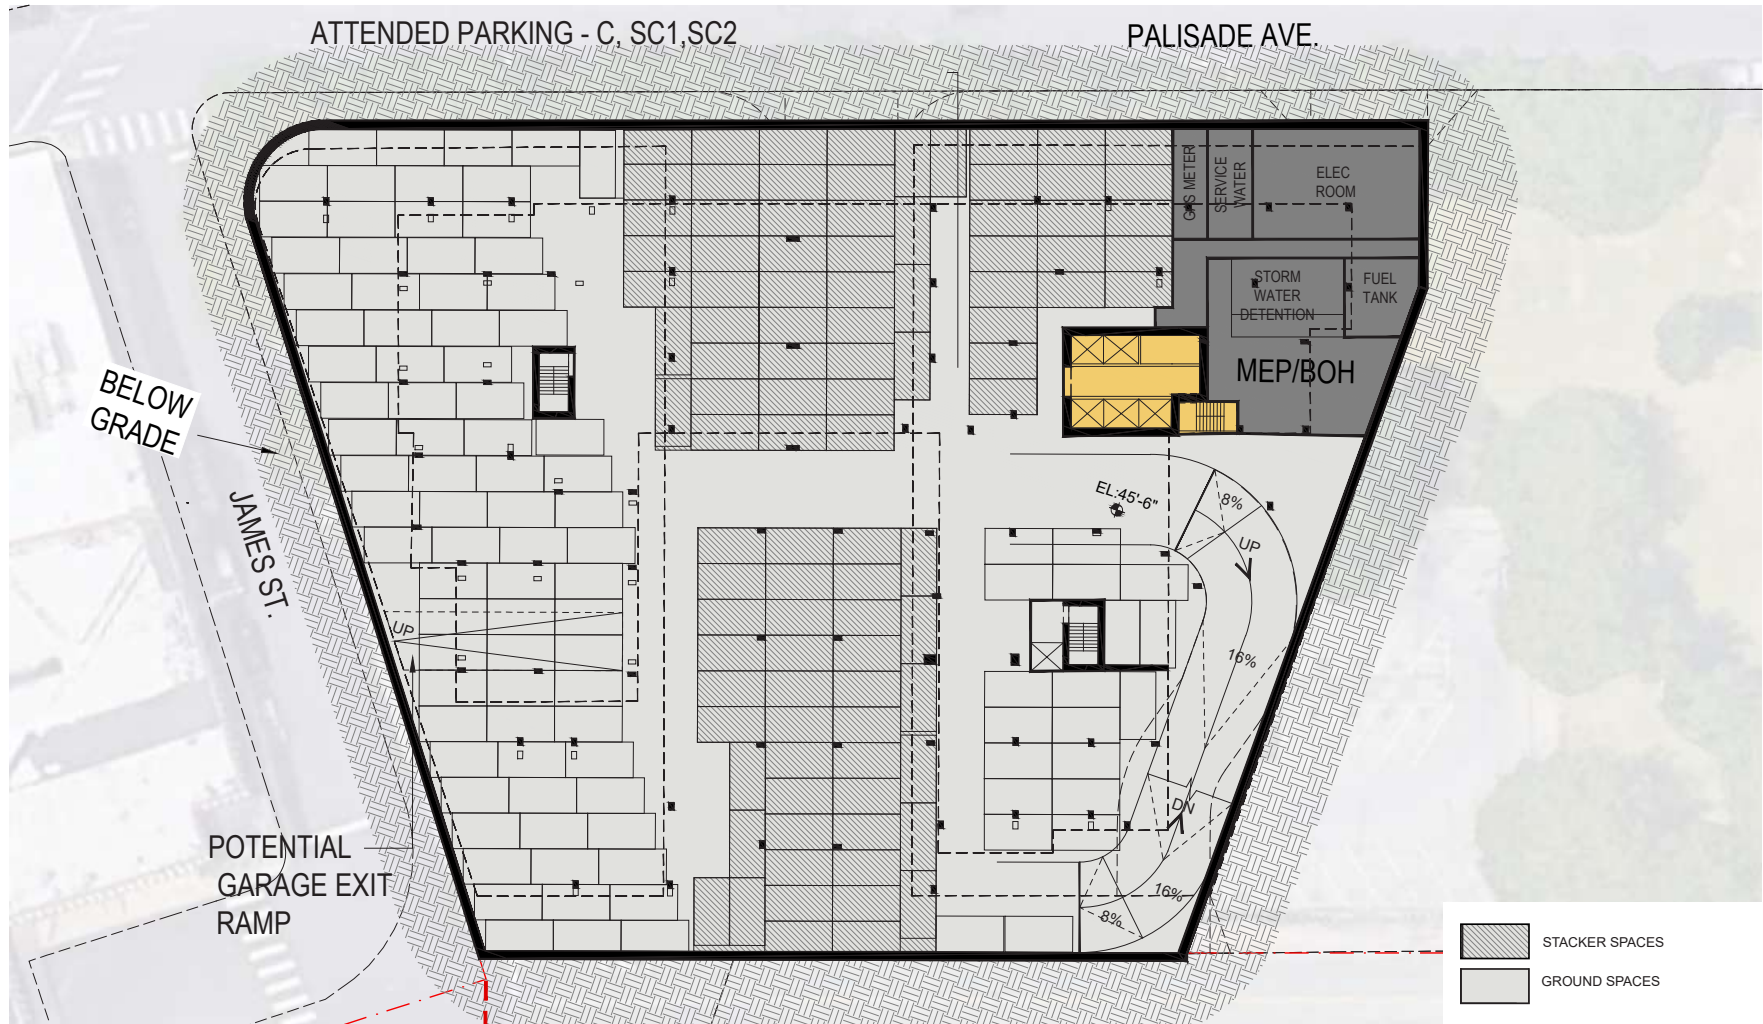 ATTENDED PARKING - C, SC1,SC2
PALISADE AVE.
GAS METER
SERVICE
WATER
ELEC
ROOM
STORM
WATER
DETENTION
FUEL
TANK
MEP/BOH
BELOW
GRADE
JAMES ST.
EL:45'-6"
8%
UP
16%
UP
DN
16%
8%
POTENTIAL
GARAGE EXIT
RAMP
STACKER SPACES
GROUND SPACES